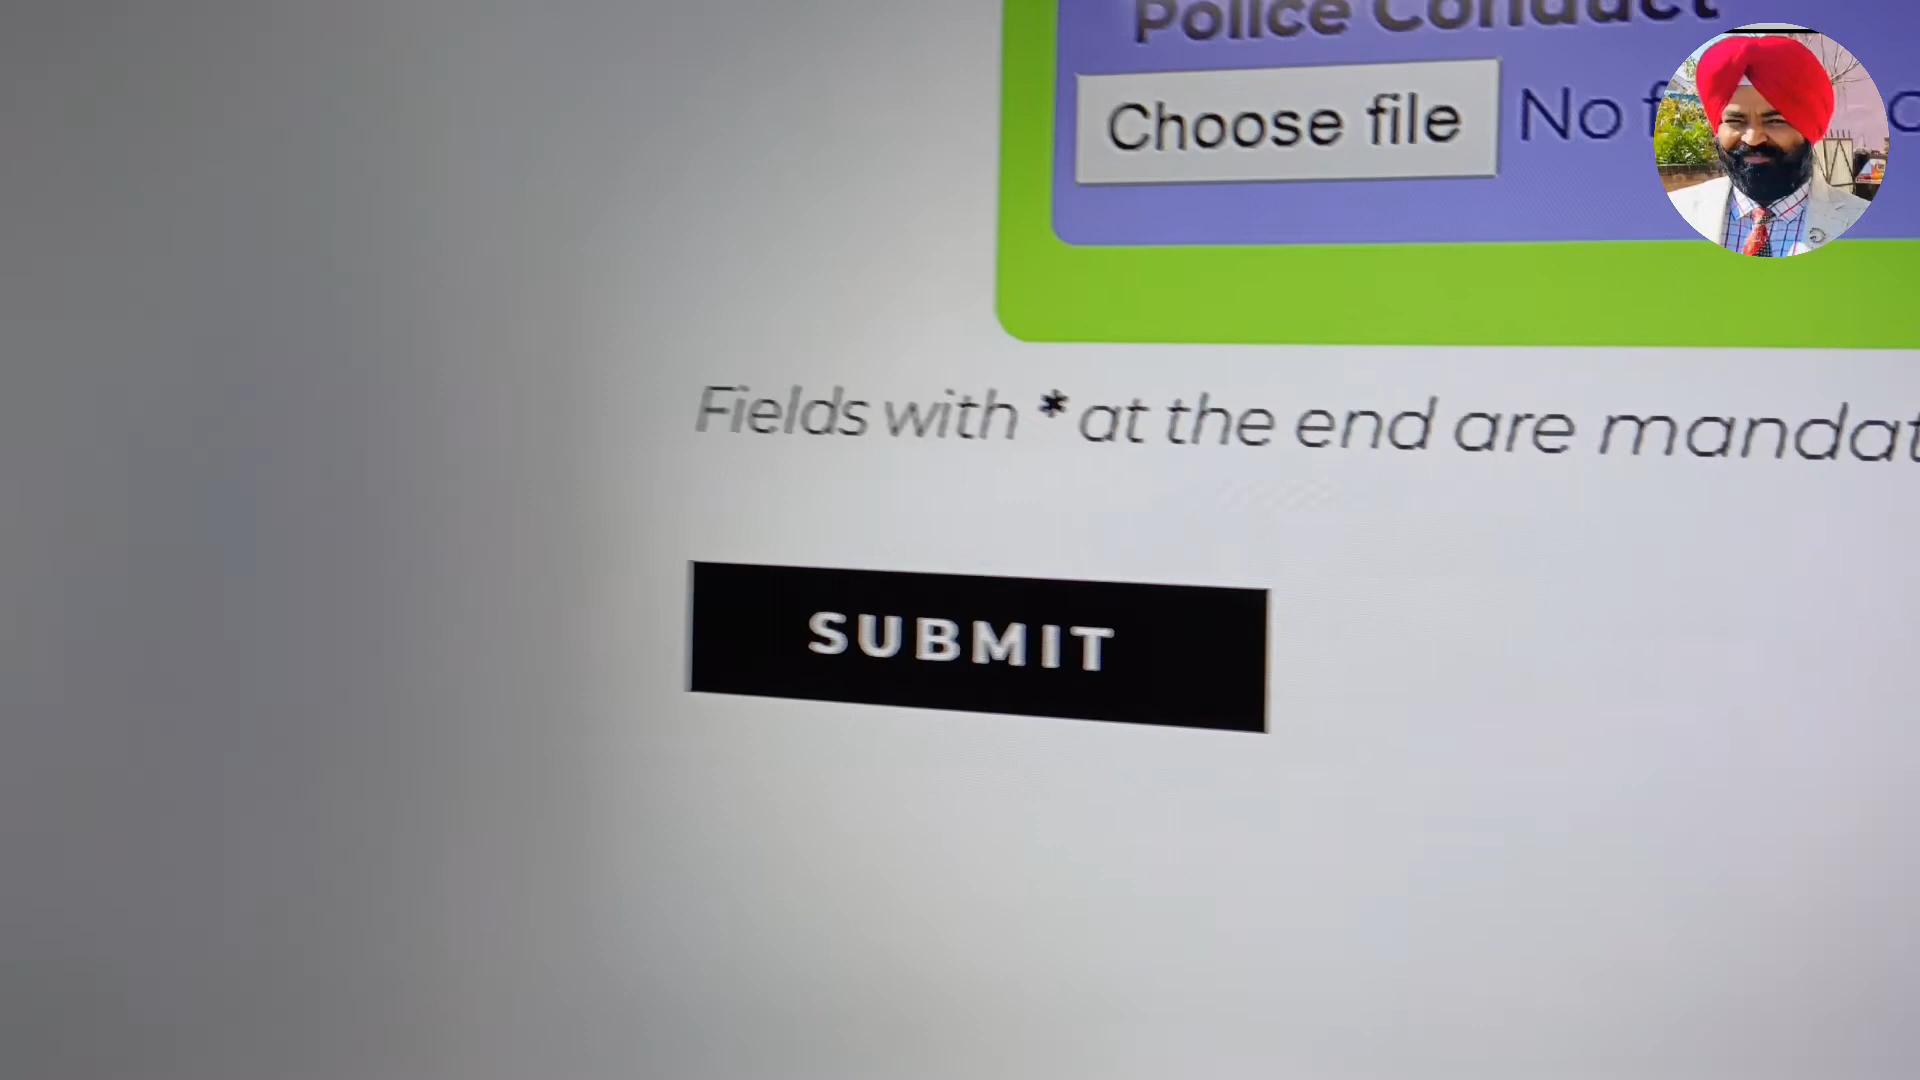 Police Conduct
Choose file No
Fields with * at the end are
SUBMIT